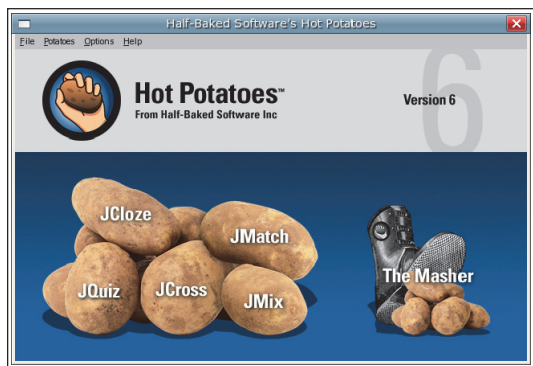 Half-Baked Software's Hot Potatoes
File Potatoes Options Help
Hot Potatoes™
From Half-Baked Software Inc
Version 6
6
JCloze
JMatch
JQuiz
JCross
JMix
The Masher